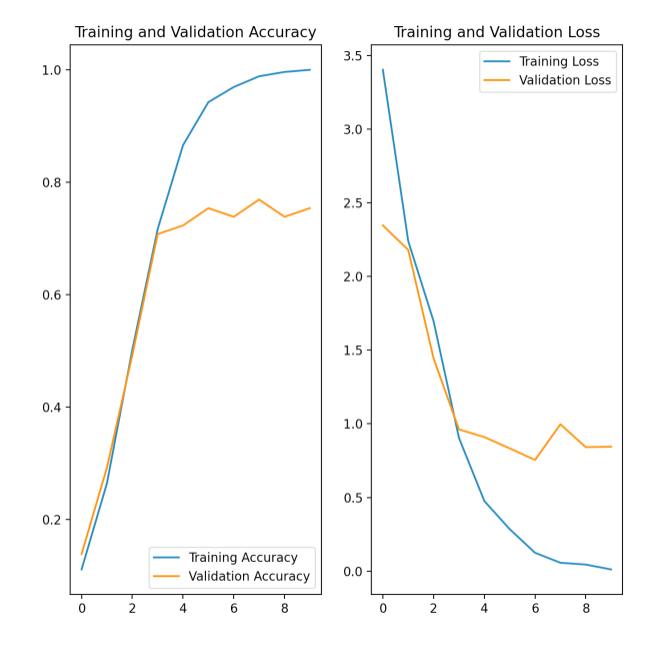 Training and Validation Accuracy
1.0
0.8
0.6
0.4
0.2
0 2 4 6 8
Training Accuracy
Validation Accuracy
Training and Validation Loss
3.5
3.0
2.5
2.0
1.5
1.0
0.5
0.0
0 2 4 6 8
Training Loss
Validation Loss